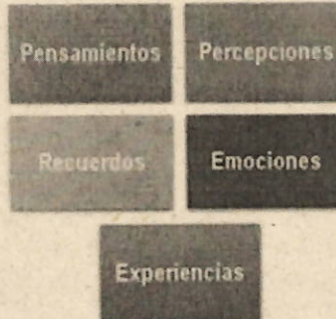 Pensamientos
Percepciones
Recuerdos
Emociones
Experiencias